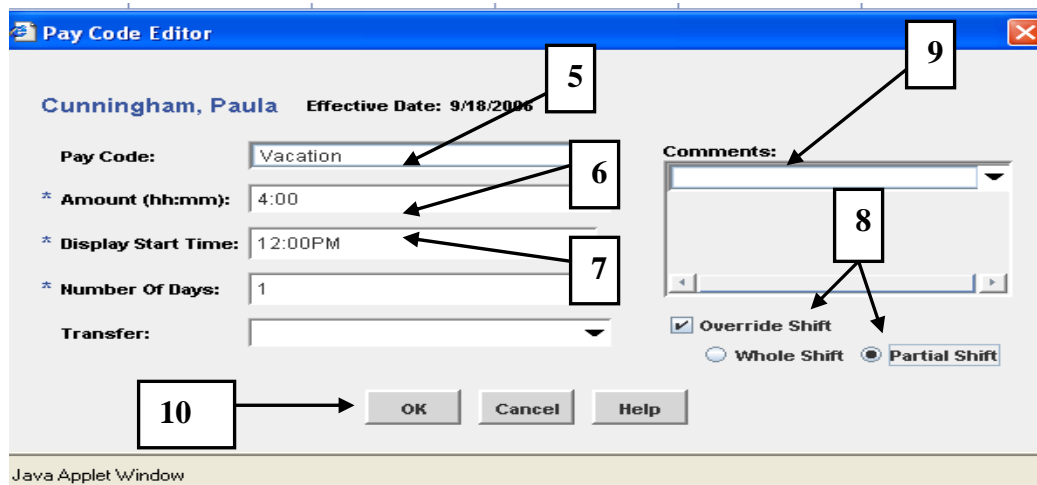 Pay Code Editor
9
5
Cunningham, Paula Effective Date: 9/18/2006
Pay Code: Vacation
Comments:
6
* Amount (hh:mm): 4:00
8
* Display Start Time: 12:00PM
7
* Number Of Days: 1
Transfer:
Override Shift
Whole Shift Partial Shift
10
OK Cancel Help
Java Applet Window